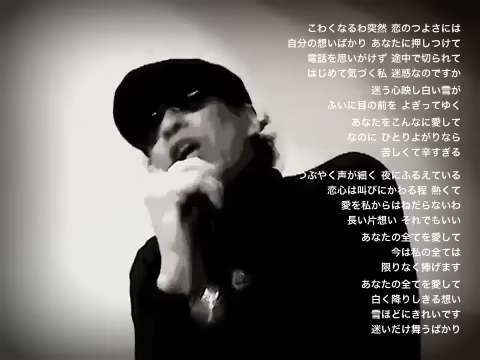 こわくなるわ突然 恋のつよさには
自分の想いばかり あなたに押しつけて
電話を思いがけず 途中で切られて
はじめて気づく私 迷惑なのですか
迷う心映し白い雪が
ふいに目の前を よぎってゆく
あなたをこんなに愛して
なのに ひとりよがりなら
苦しくて辛すぎる
つぶやく声が細く 夜にふるえている
恋心は叫びにかわる程 熱くて
愛を私からはねだらないわ
長い片想い それでもいい
あなたの全てを愛して
今は私の全ては
限りなく捧げます
あなたの全てを愛して
白く降りしきる想い
雪ほどにきれいです
迷いだけ舞うばかり